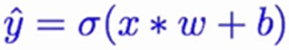 ŷ = σ(x * w + b)